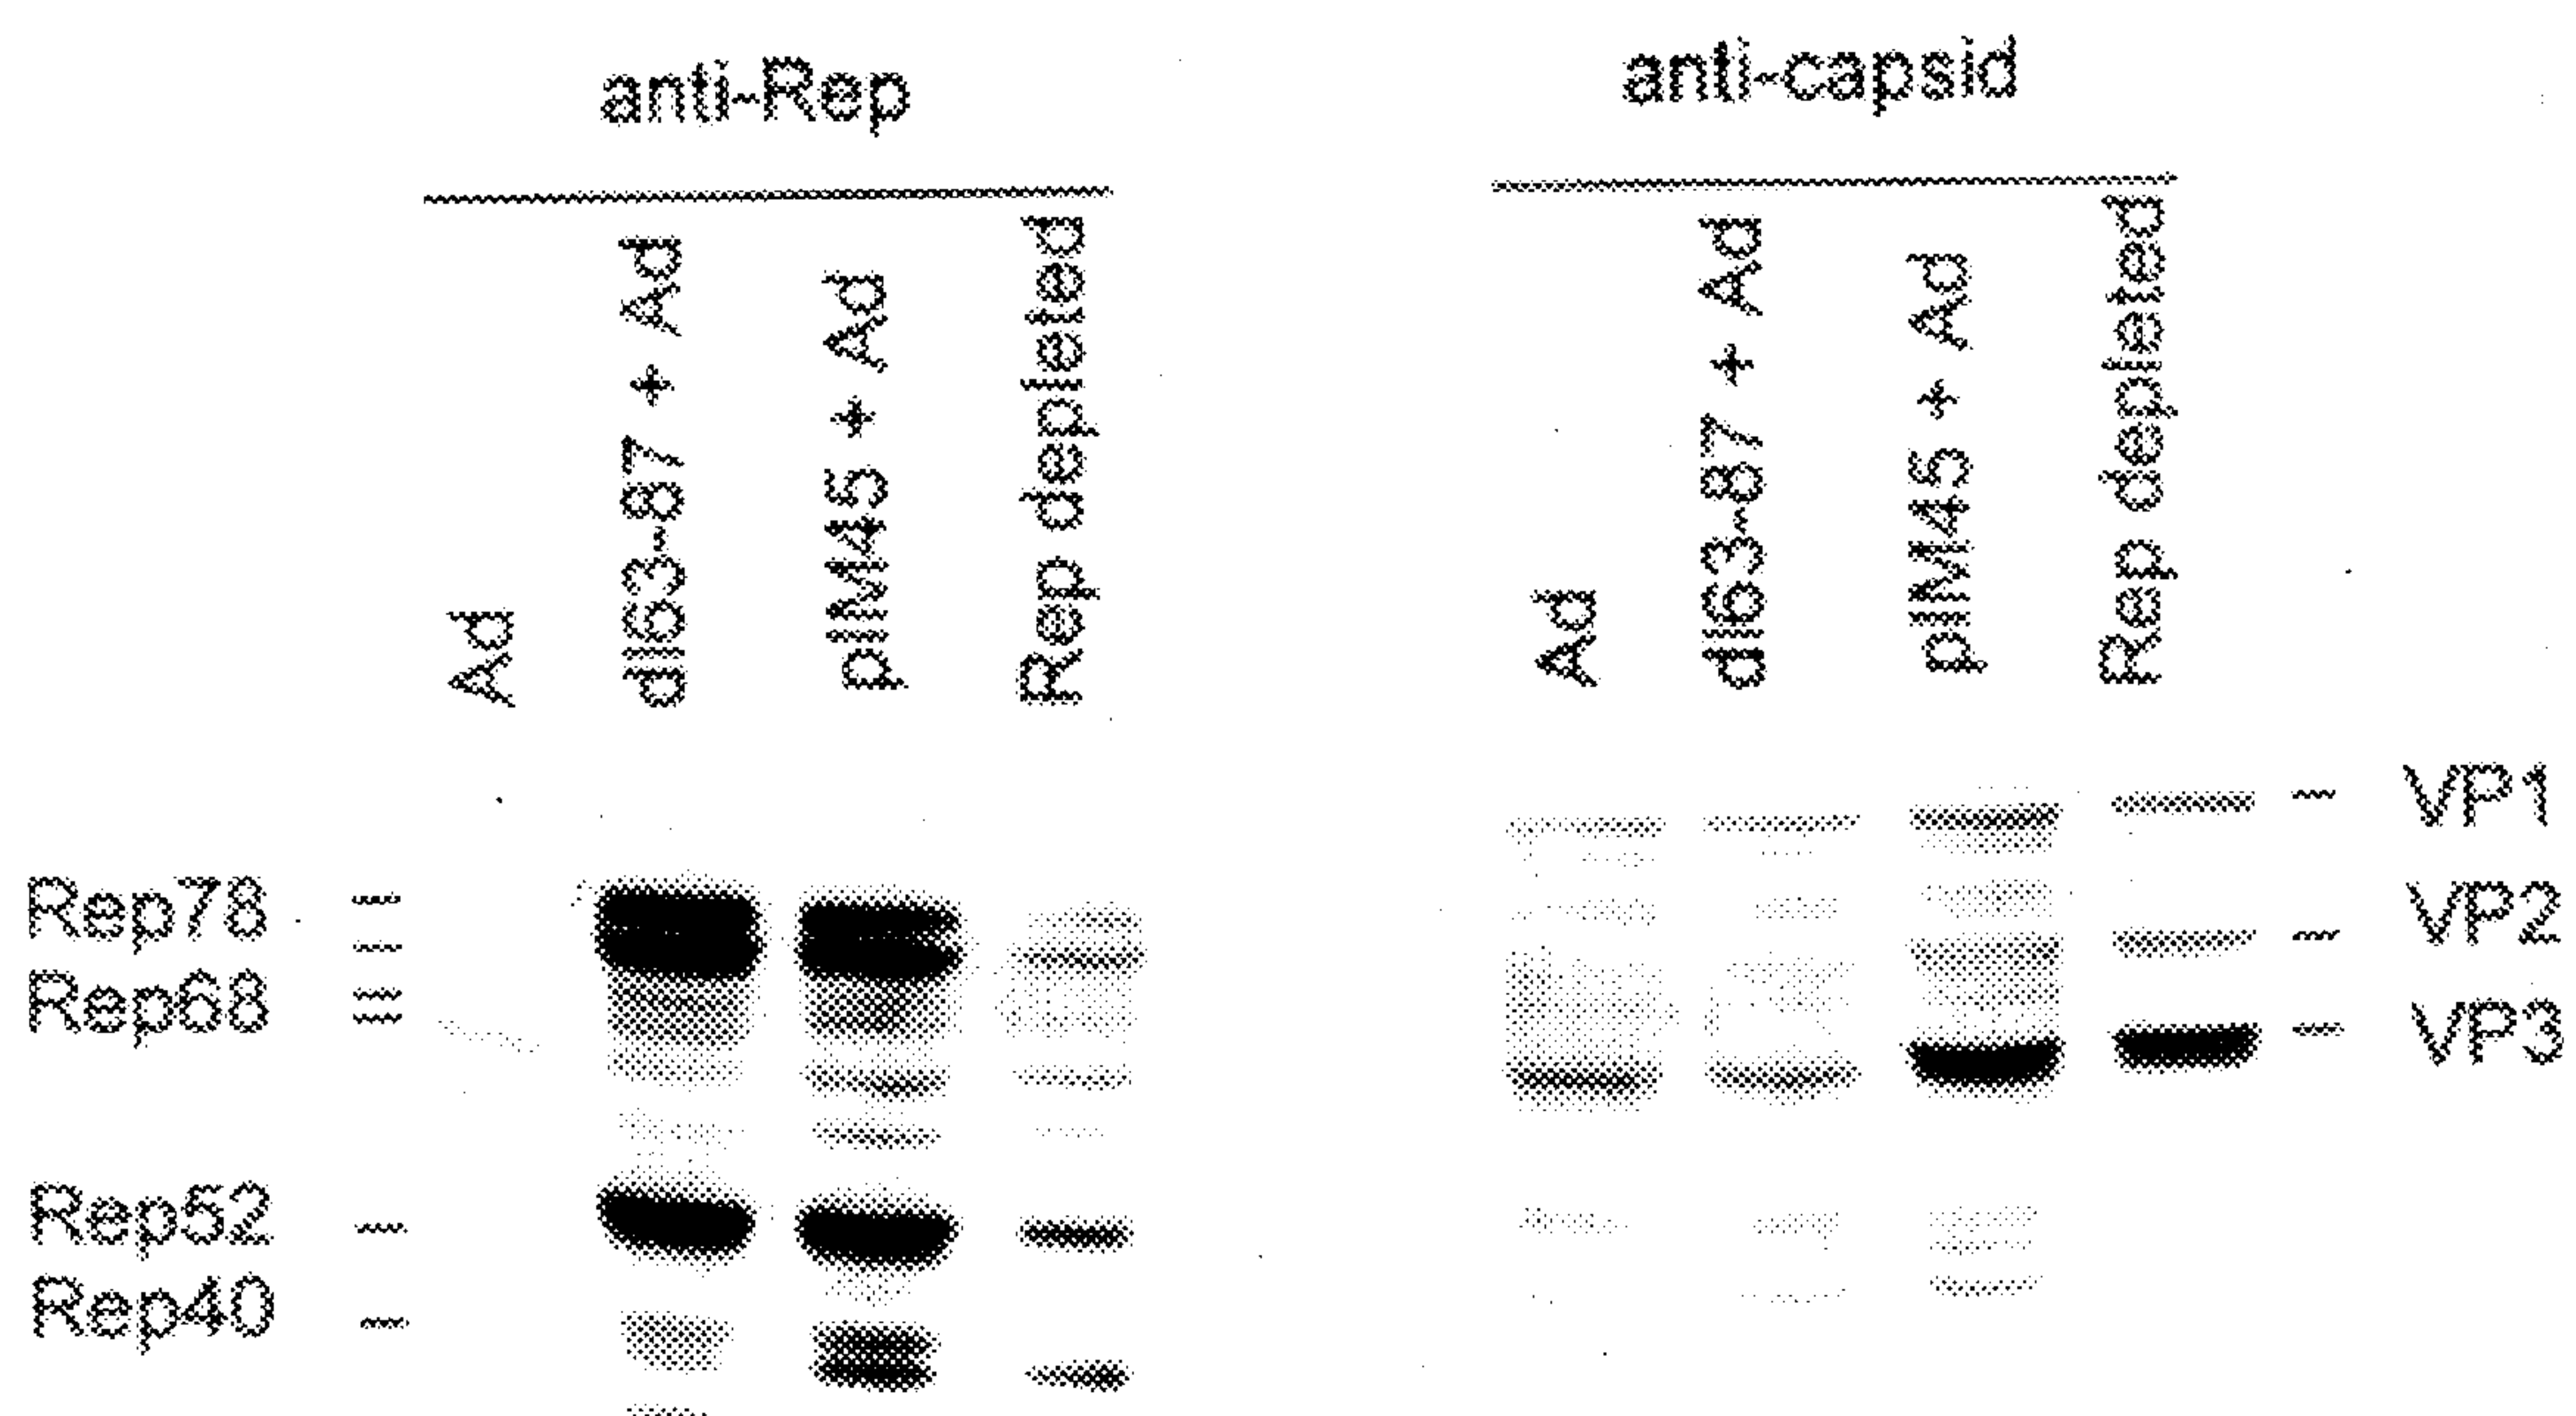 anti-Rep
anti-capsid
Ad
dl63-87 + Ad
pIM45 + Ad
Rep depleted
Ad
dl63-87 + Ad
pIM45 + Ad
Rep depleted
Rep78
Rep68
Rep52
Rep40
VP1
VP2
VP3